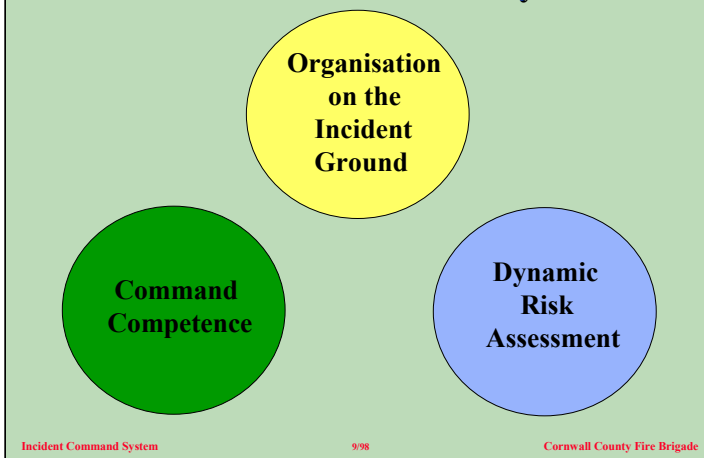 Organisation
on the
Incident
Ground
Command
Competence
Dynamic
Risk
Assessment
Incident Command System 9/98 Cornwall County Fire Brigade